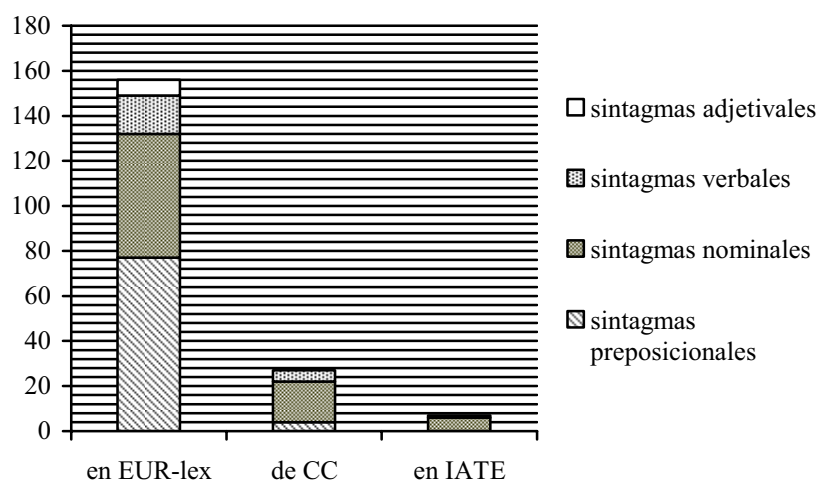 180
160
140
120
100
80
60
40
20
0
en EUR-lex de CC en IATE
sintagmas adjetivales
sintagmas verbales
sintagmas nominales
sintagmas
preposicionales